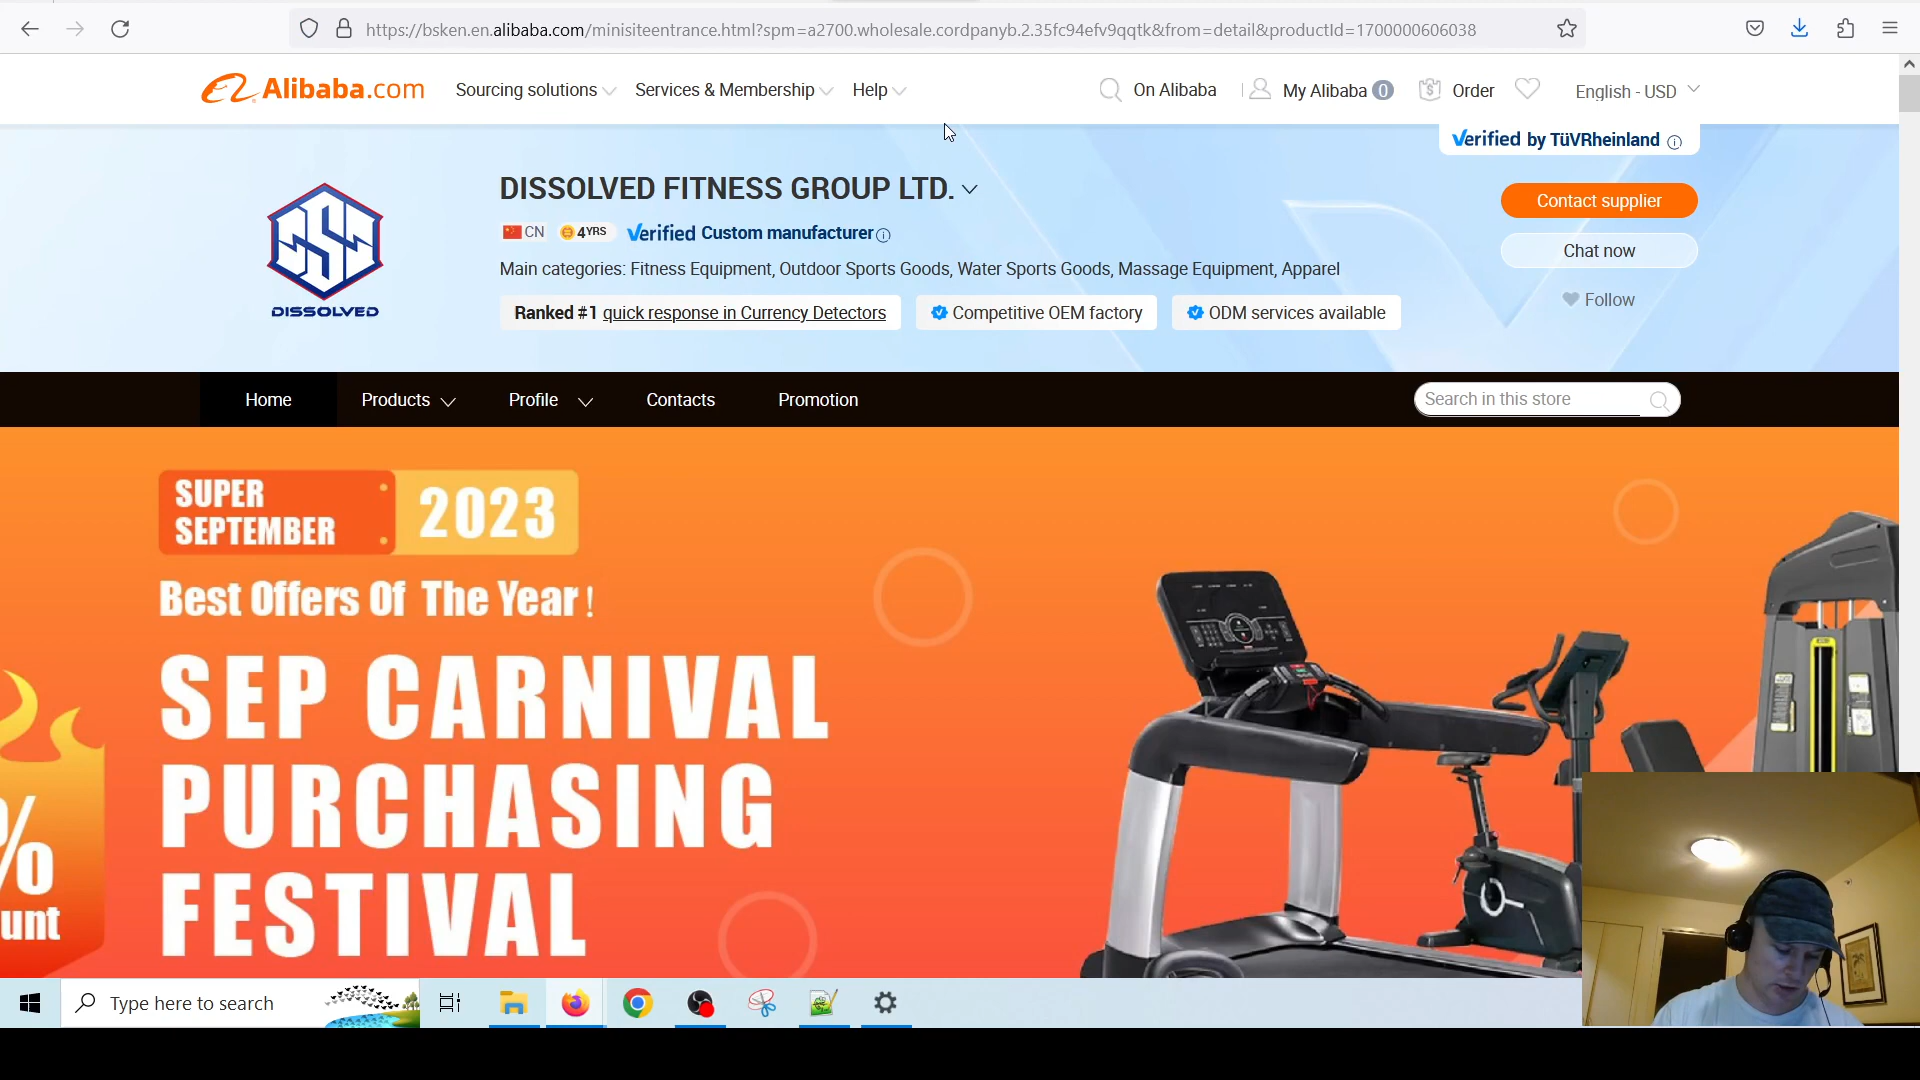 https://bsken.en.alibaba.com/minisiteentrance.html?spm=a2700.wholesale.cordpanyb.2.35fc94efv9qqtk&from=detail&productId=1700000606038
Alibaba.com
Sourcing solutions
Services & Membership
Help
On Alibaba
My Alibaba 0
Order
English - USD
Verified by TüVRheinland
DISSOLVED FITNESS GROUP LTD.
Contact supplier
CN
4YRS
Verified Custom manufacturer
Chat now
Main categories: Fitness Equipment, Outdoor Sports Goods, Water Sports Goods, Massage Equipment, Apparel
DISSOLVED
Ranked #1 quick response in Currency Detectors
Competitive OEM factory
ODM services available
Follow
Home
Products
Profile
Contacts
Promotion
Search in this store
SUPER
SEPTEMBER
2023
Best Offers Of The Year!
SEP CARNIVAL
PURCHASING
FESTIVAL
%
unt
Type here to search